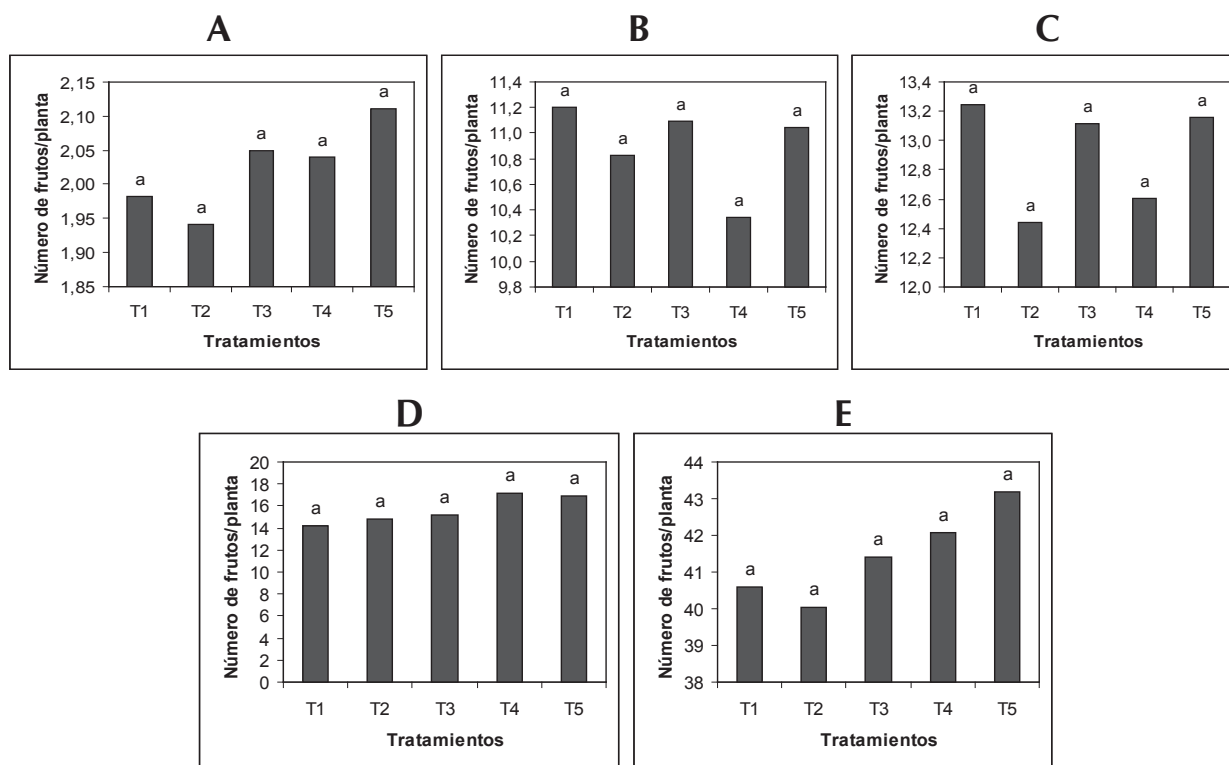 A
Número de frutos/planta
2,15
2,10
2,05
2,00
1,95
1,90
1,85
a
a
a
a
a
T1
T2
T3
T4
T5
Tratamientos
B
Número de frutos/planta
11,4
11,2
11,0
10,8
10,6
10,4
10,2
10,0
9,8
a
a
a
a
a
T1
T2
T3
T4
T5
Tratamientos
C
Número de frutos/planta
13,4
13,2
13,0
12,8
12,6
12,4
12,2
12,0
a
a
a
a
a
T1
T2
T3
T4
T5
Tratamientos
D
Número de frutos/planta
20
18
16
14
12
10
8
6
4
2
0
a
a
a
a
a
T1
T2
T3
T4
T5
Tratamientos
E
Número de frutos/planta
44
43
42
41
40
39
38
a
a
a
a
a
T1
T2
T3
T4
T5
Tratamientos